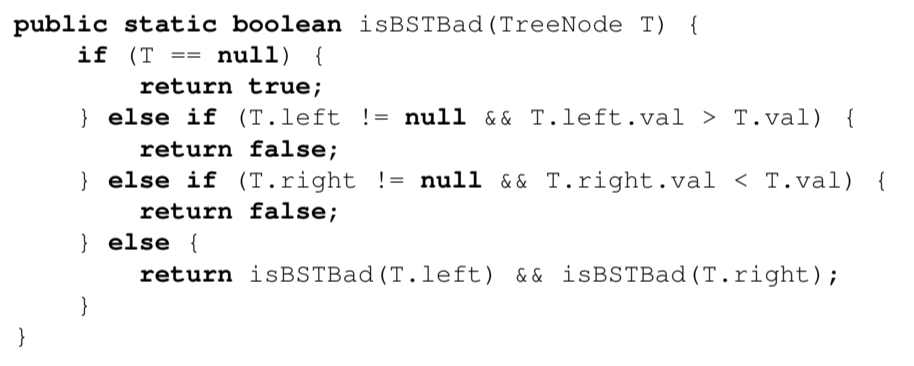 public static boolean isBSTBad(TreeNode T) {
    if (T == null) {
        return true;
    } else if (T.left != null && T.left.val > T.val) {
        return false;
    } else if (T.right != null && T.right.val < T.val) {
        return false;
    } else {
        return isBSTBad(T.left) && isBSTBad(T.right);
    }
}